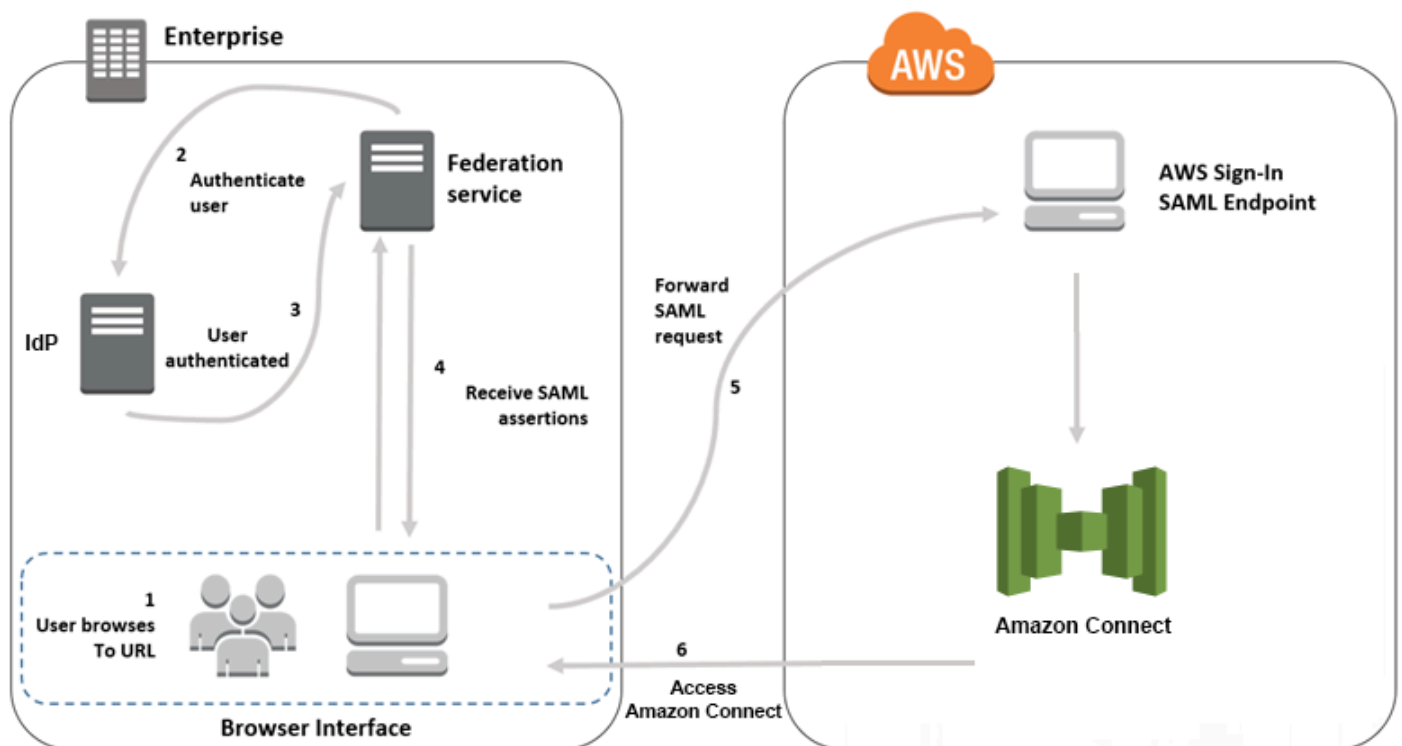 Enterprise
AWS
2
Authenticate
user
Federation
service
AWS Sign-In
SAML Endpoint
IdP
3
User
authenticated
4
Receive SAML
assertions
Forward
SAML
request
5
1
User browses
To URL
Amazon Connect
6
Access
Amazon Connect
Browser Interface